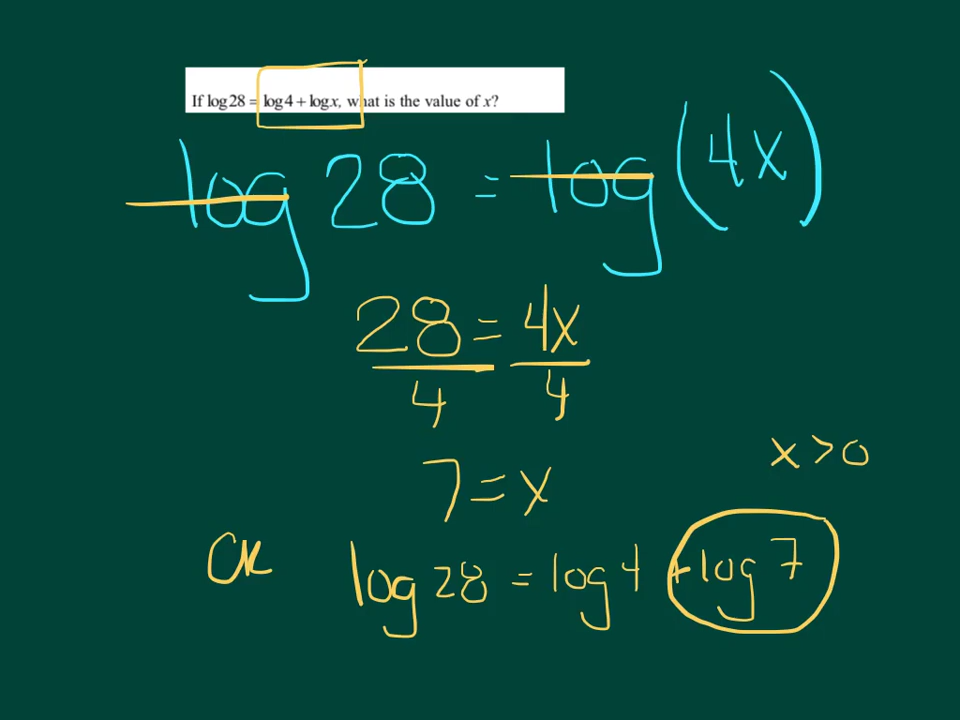 If log 28 = log 4 + log x, what is the value of x?
log 28 = log (4x)
28 = 4x
4 4
7 = x
x > 0
OR log 28 = log 4 + log 7